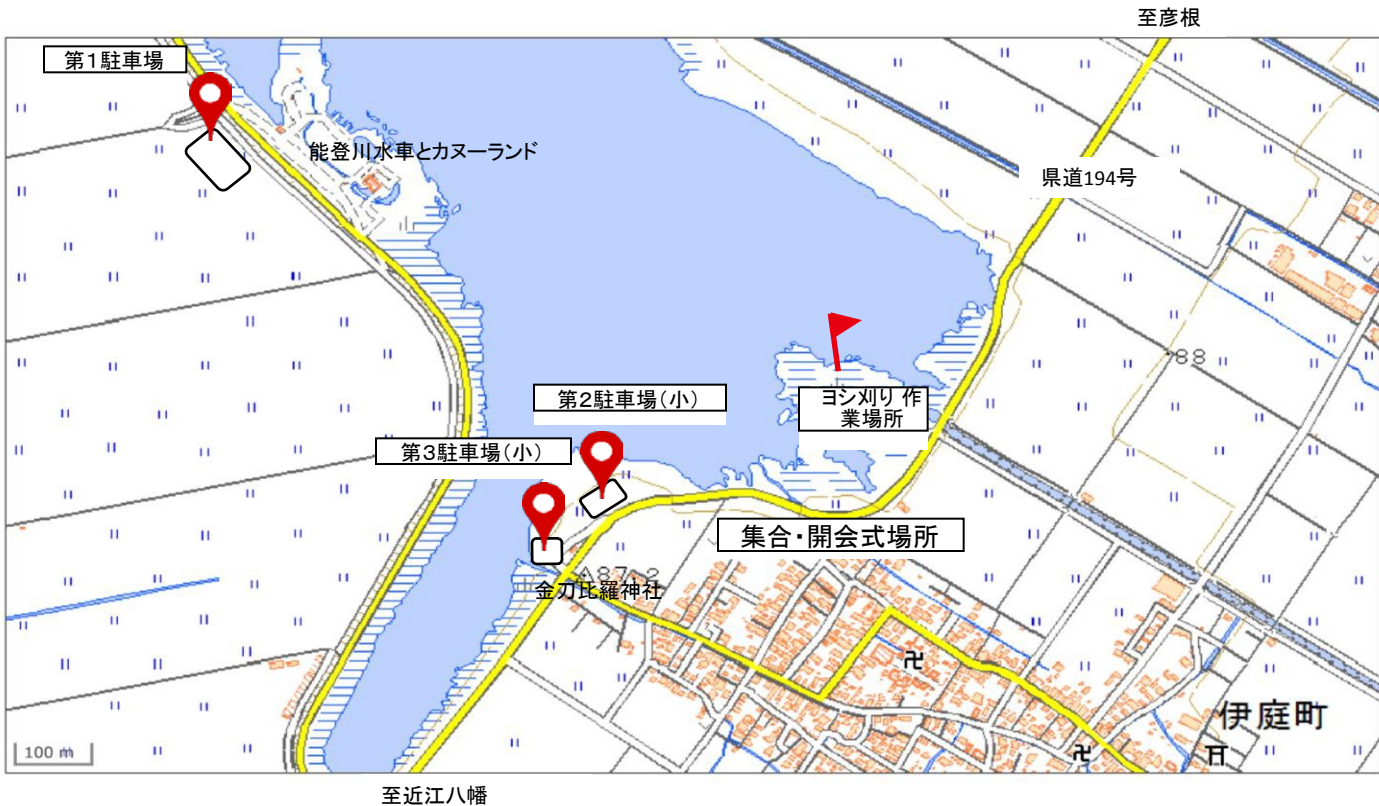 至彦根
第1駐車場
能登川水車とカヌーランド
県道194号
・88
第2駐車場(小)
ヨシ刈り 作
業場所
第3駐車場(小)
集合・開会式場所
△87.2
金刀比羅神社
伊庭町
100 m
至近江八幡